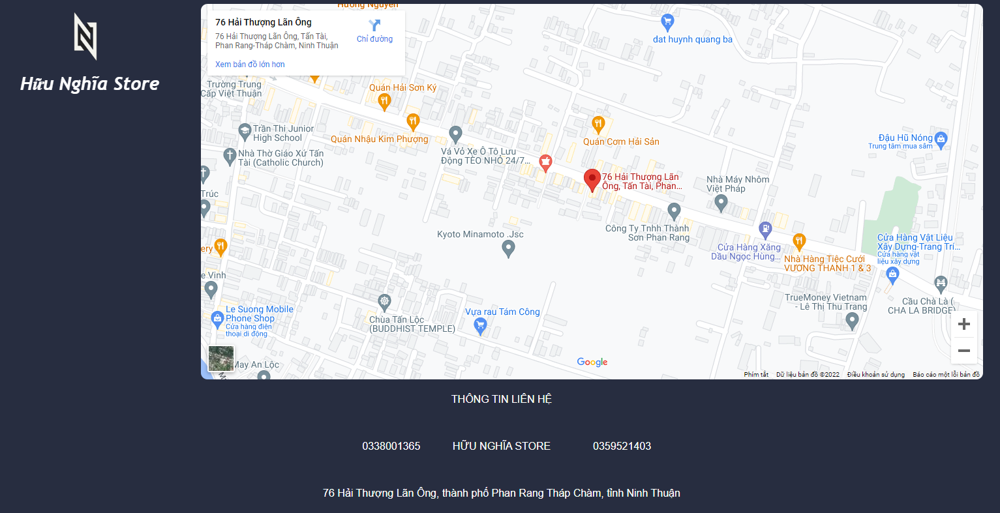 Hữu Nghĩa Store
Hương Nguyen
76 Hải Thượng Lãn Ông
76 Hải Thượng Lãn Ông, Tấn Tài,
Phan Rang-Tháp Chàm, Ninh Thuận
Chỉ đường
Xem bản đồ lớn hơn
dat huynh quang ba
Trường Trung
Cấp Việt Thuận
Quán Hải Sơn Ký
Trần Thi Junior
High School
Quán Nhậu Kim Phượng
Nhà Thờ Giáo Xứ Tấn
Tài (Catholic Church)
Vá Vỏ Xe Ô Tô Lưu
Động TÈO NHỎ 24/7...
Quán Cơm Hải Sản
Đậu Hũ Nóng
Trung tâm mua sắm
76 Hải Thượng Lãn
Ông, Tấn Tài, Phan...
Nhà Máy Nhôm
Việt Pháp
Trúc
Công Ty Tnhh Thành
Sơn Phan Rang
Kyoto Minamoto .Jsc
Cửa Hàng Xăng
Dầu Ngọc Hùng...
Nhà Hàng Tiệc Cưới
VƯƠNG THANH 1 & 3
Cửa Hàng Vật Liệu
Xây Dựng-Trang Trí...
Cửa hàng vật
liệu xây dựng
ery
e Vinh
TrueMoney Vietnam
- Lê Thị Thu Trang
Cầu Chà Là (
CHA LA BRIDGE)
Le Suong Mobile
Phone Shop
Cửa hàng điện
thoại di động
Chùa Tấn Lộc
(BUDDHIST TEMPLE)
Vựa rau Tám Công
May An Lộc
Google
Phím tắt Dữ liệu bản đồ ©2022 Điều khoản sử dụng Báo cáo một lỗi bản đồ
THÔNG TIN LIÊN HỆ
0338001365 HỮU NGHĨA STORE 0359521403
76 Hải Thượng Lãn Ông, thành phố Phan Rang Tháp Chàm, tỉnh Ninh Thuận